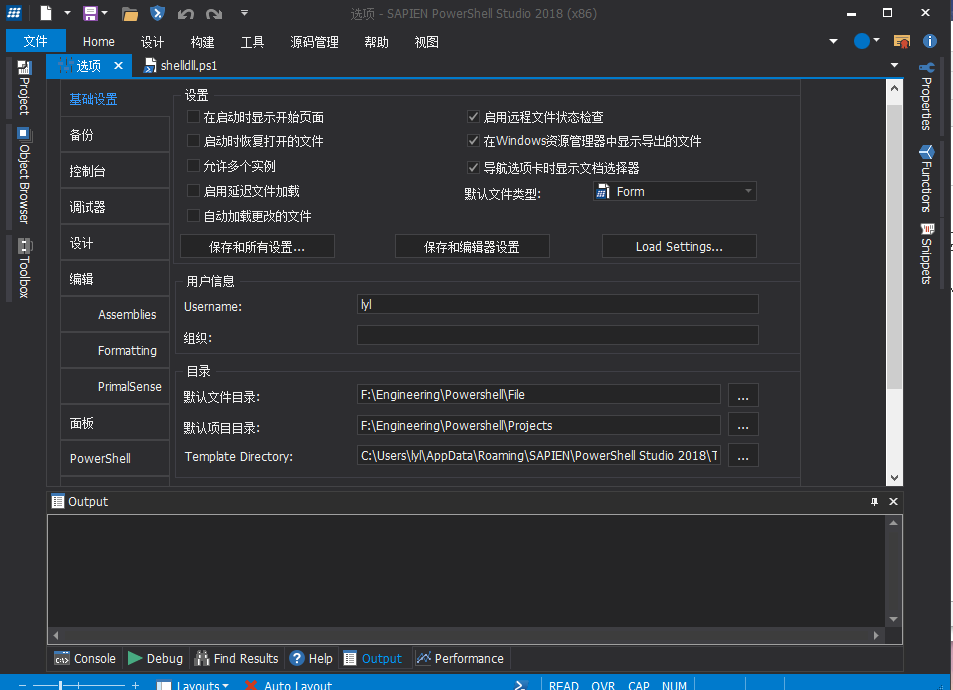 选项 - SAPIEN PowerShell Studio 2018 (x86)
文件 Home 设计 构建 工具 源码管理 帮助 视图
选项 shelldll.ps1
Project
Object Browser
Toolbox
基础设置
备份
控制台
调试器
设计
编辑
Assemblies
Formatting
PrimalSense
面板
PowerShell
设置
在启动时显示开始页面
启动时恢复打开的文件
允许多个实例
启用延迟文件加载
自动加载更改的文件
启用远程文件状态检查
在Windows资源管理器中显示导出的文件
导航选项卡时显示文档选择器
默认文件类型: Form
保存和所有设置... 保存和编辑器设置 Load Settings...
用户信息
Username: lyl
组织:
目录
默认文件目录: F:\Engineering\Powershell\File ...
默认项目目录: F:\Engineering\Powershell\Projects ...
Template Directory: C:\Users\lyl\AppData\Roaming\SAPIEN\PowerShell Studio 2018\T ...
Properties
Functions
Snippets
Output
Console Debug Find Results Help Output Performance
Layouts Auto Layout READ OVR CAP NUM